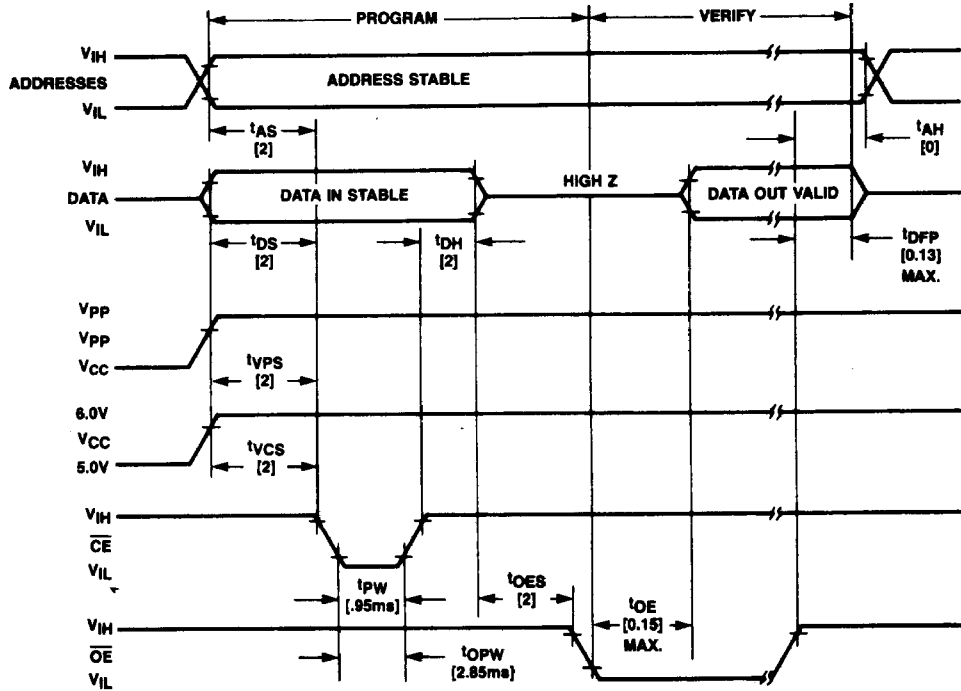 PROGRAM
VERIFY
VIH
ADDRESSES
VIL
ADDRESS STABLE
tAS
[2]
tAH
[0]
VIH
DATA
VIL
DATA IN STABLE
HIGH Z
DATA OUT VALID
tDS
[2]
tDH
[2]
tDFP
[0.13]
MAX.
VPP
VPP
VCC
tVPS
[2]
6.0V
VCC
5.0V
tVCS
[2]
VIH
CE
VIL
tPW
[.95ms]
tOES
[2]
tOE
[0.15]
MAX.
VIH
OE
VIL
tOPW
[2.85ms]